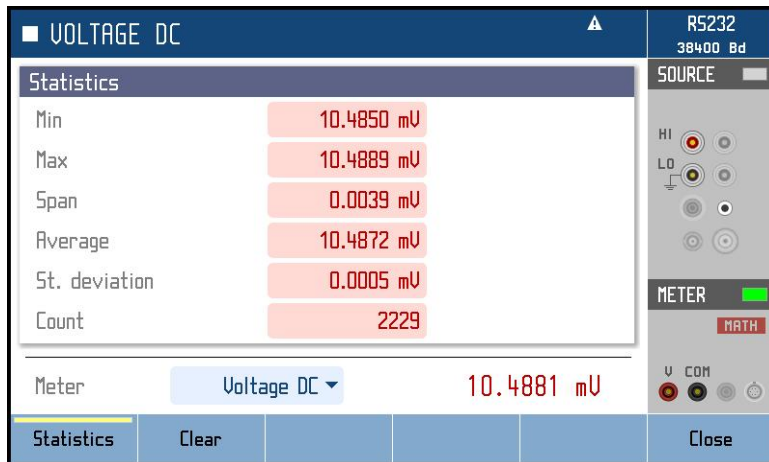 VOLTAGE DC
RS232
38400 Bd
Statistics
Min 10.4850 mV
Max 10.4889 mV
Span 0.0039 mV
Average 10.4872 mV
St. deviation 0.0005 mV
Count 2229
Meter Voltage DC 10.4881 mV
SOURCE
HI
LO
METER
MATH
V COM
Statistics Clear Close